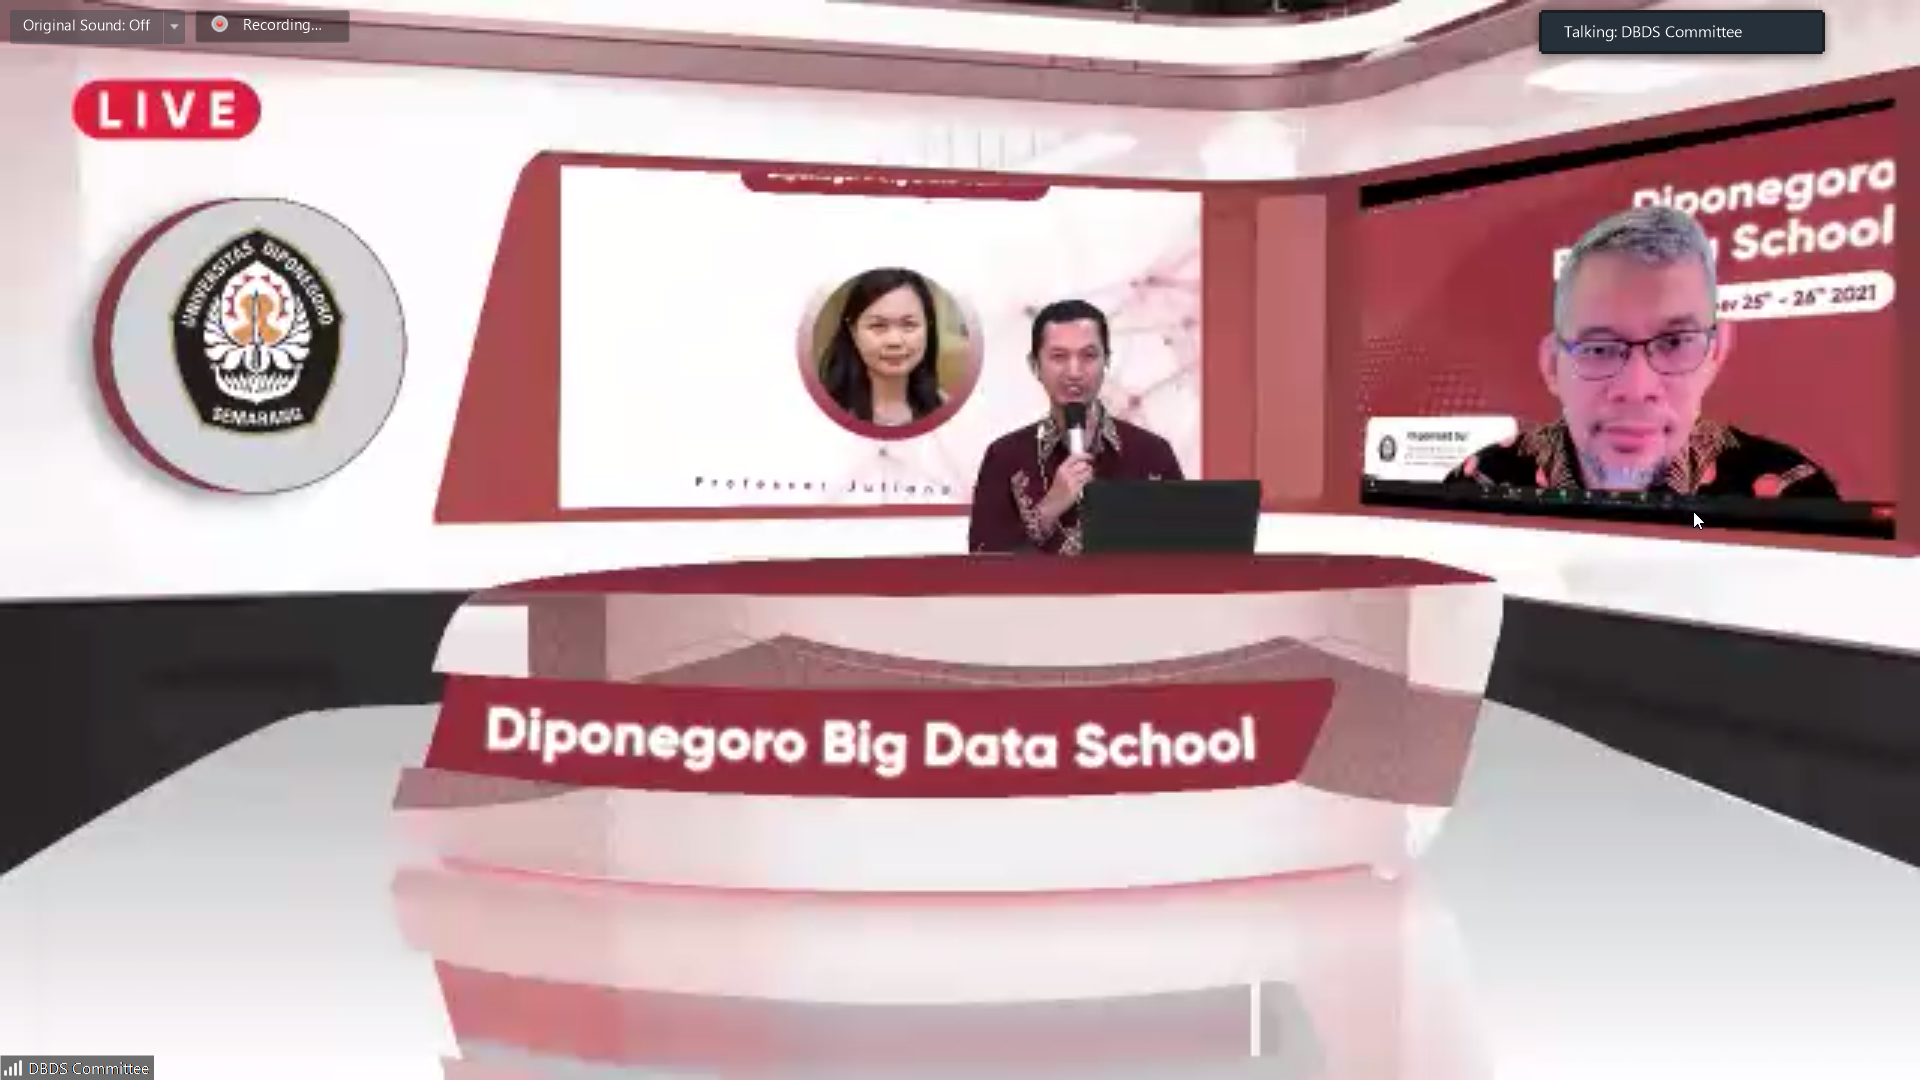 Original Sound: Off
Recording...
Talking: DBDS Committee
LIVE
UNIVERSITAS DIPONEGORO
SEMARANG
Professor Juliana
Diponegoro
School
25th - 26th 2021
Diponegoro Big Data School
DBDS Committee